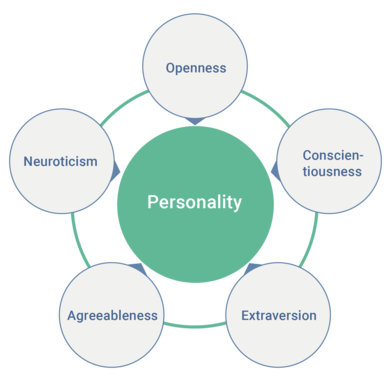 Openness
Conscien-
tiousness
Extraversion
Agreeableness
Neuroticism
Personality